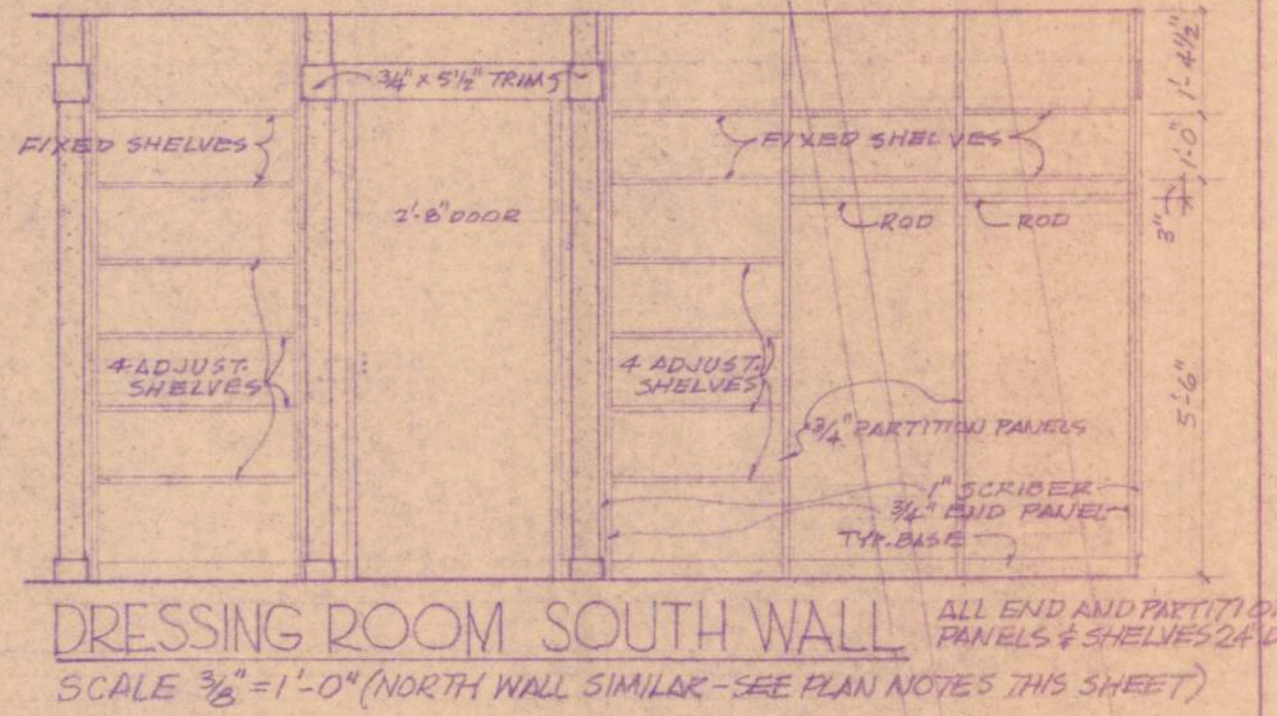 3/4" X 5 1/2" TRIMS
FIXED SHELVES
FIXED SHELVES
2'-8" DOOR
ROD
ROD
1'-4 1/2"
1'-0"
3"
5'-6"
4 ADJUST.
SHELVES
4 ADJUST.
SHELVES
3/4" PARTITION PANELS
1" SCRIBER
3/4" END PANEL
TYP. BASE
DRESSING ROOM SOUTH WALL
ALL END AND PARTITIO
PANELS & SHELVES 24"
SCALE 3/8" = 1'-0" (NORTH WALL SIMILAR - SEE PLAN NOTES THIS SHEET)